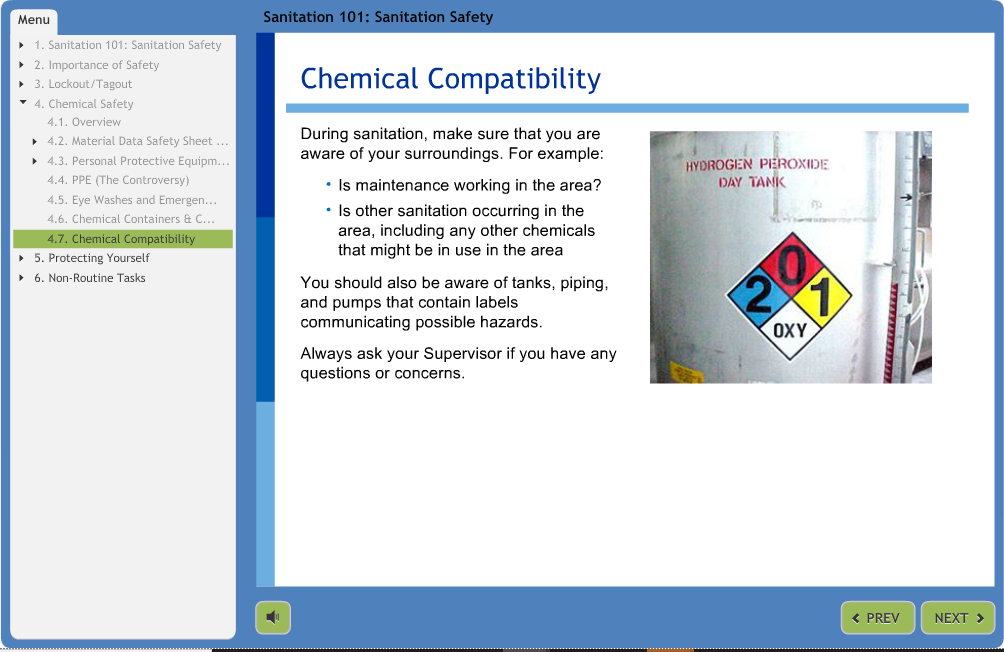 Menu
Sanitation 101: Sanitation Safety
1. Sanitation 101: Sanitation Safety
2. Importance of Safety
3. Lockout/Tagout
4. Chemical Safety
4.1. Overview
4.2. Material Data Safety Sheet ...
4.3. Personal Protective Equipm...
4.4. PPE (The Controversy)
4.5. Eye Washes and Emergen...
4.6. Chemical Containers & C...
4.7. Chemical Compatibility
5. Protecting Yourself
6. Non-Routine Tasks
Chemical Compatibility
During sanitation, make sure that you are
aware of your surroundings. For example:
• Is maintenance working in the area?
• Is other sanitation occurring in the
area, including any other chemicals
that might be in use in the area
You should also be aware of tanks, piping,
and pumps that contain labels
communicating possible hazards.
Always ask your Supervisor if you have any
questions or concerns.
HYDROGEN PEROXIDE
DAY TANK
0
2 1
OXY
PREV
NEXT